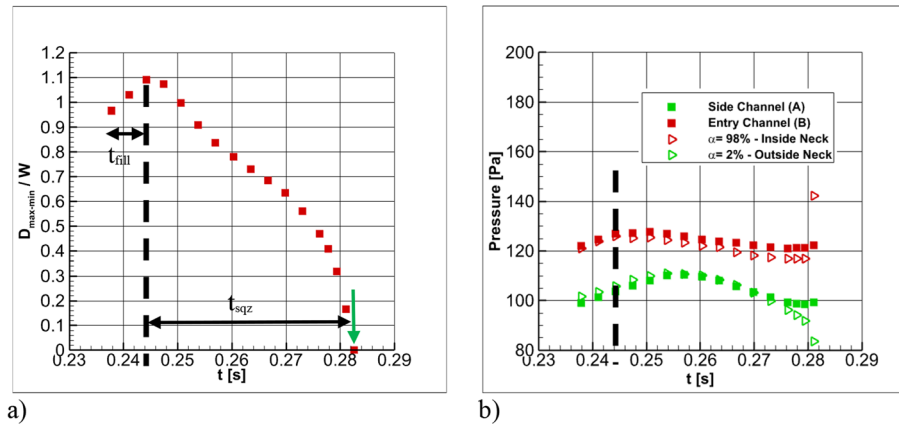 1.2
1.1
1
0.9
0.8
0.7
0.6
0.5
0.4
0.3
0.2
0.1
0
D max-min / W
t fill
t sqz
0.23 0.24 0.25 0.26 0.27 0.28 0.29
t [s]
a)
200
180
160
140
120
100
80
Pressure [Pa]
Side Channel (A)
Entry Channel (B)
α= 98% - Inside Neck
α= 2% - Outside Neck
0.23 0.24 0.25 0.26 0.27 0.28 0.29
t [s]
b)